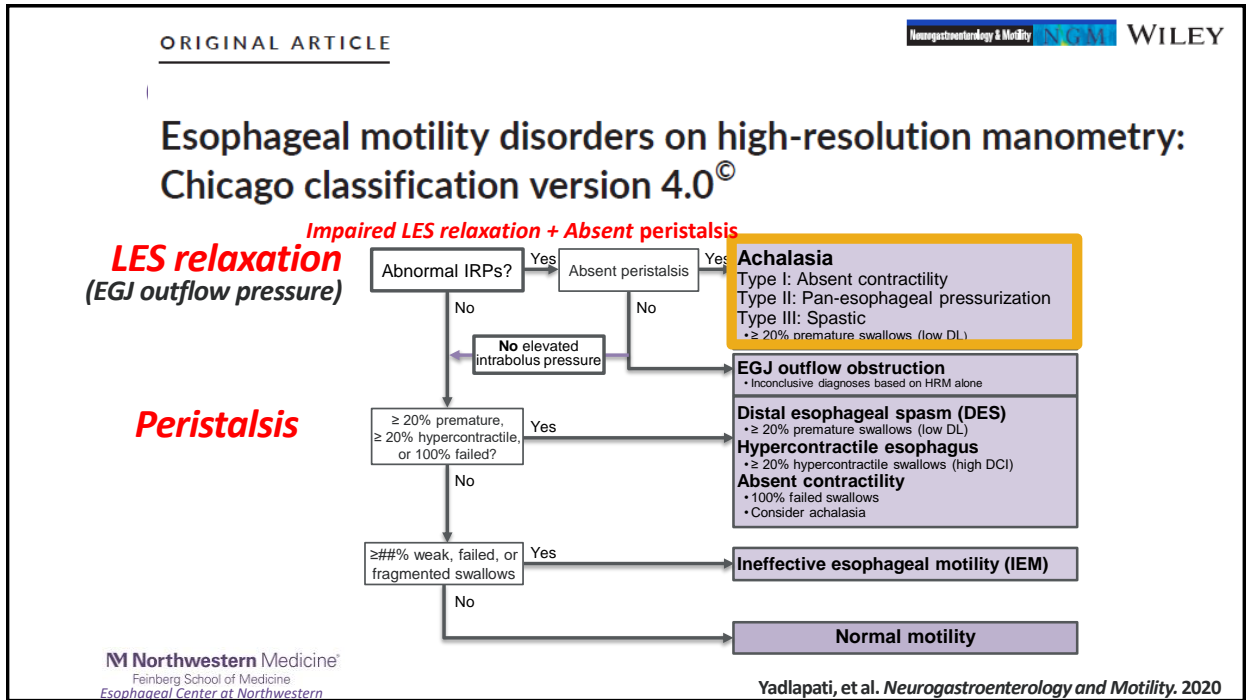 ORIGINAL ARTICLE
Neurogastroenterology & Motility NGM WILEY
Esophageal motility disorders on high-resolution manometry:
Chicago classification version 4.0©
Impaired LES relaxation + Absent peristalsis
LES relaxation
(EGJ outflow pressure)
Abnormal IRPs?
Yes
Absent peristalsis
Yes
Achalasia
Type I: Absent contractility
Type II: Pan-esophageal pressurization
Type III: Spastic
• ≥ 20% premature swallows (low DL)
No
No
No elevated
intrabolus pressure
EGJ outflow obstruction
• Inconclusive diagnoses based on HRM alone
Peristalsis
≥ 20% premature,
≥ 20% hypercontractile,
or 100% failed?
Yes
Distal esophageal spasm (DES)
• ≥ 20% premature swallows (low DL)
Hypercontractile esophagus
• ≥ 20% hypercontractile swallows (high DCI)
Absent contractility
• 100% failed swallows
• Consider achalasia
No
≥##% weak, failed, or
fragmented swallows
Yes
Ineffective esophageal motility (IEM)
No
Normal motility
NM Northwestern Medicine®
Feinberg School of Medicine
Esophageal Center at Northwestern
Yadlapati, et al. Neurogastroenterology and Motility. 2020